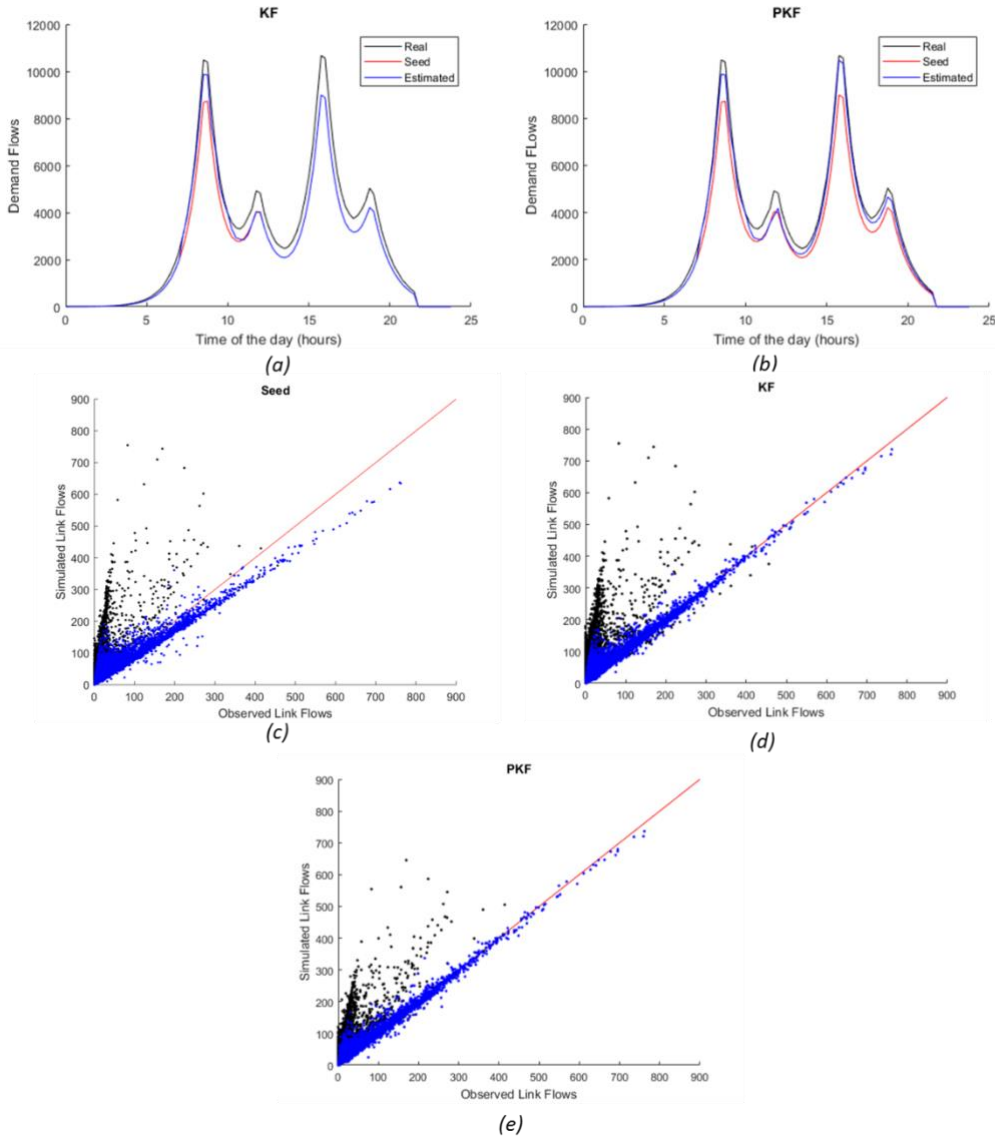 KF
12000
10000
8000
6000
4000
2000
0
Demand Flows
Real
Seed
Estimated
0 5 10 15 20 25
Time of the day (hours)
(a)
PKF
12000
10000
8000
6000
4000
2000
0
Demand FLows
Real
Seed
Estimated
0 5 10 15 20 25
Time of the day (hours)
(b)
Seed
900
800
700
600
500
400
300
200
100
0
Simulated Link Flows
0 100 200 300 400 500 600 700 800 900
Observed Link Flows
(c)
KF
900
800
700
600
500
400
300
200
100
0
Simulated Link Flows
0 100 200 300 400 500 600 700 800 900
Observed Link Flows
(d)
PKF
900
800
700
600
500
400
300
200
100
0
Simulated Link Flows
0 100 200 300 400 500 600 700 800 900
Observed Link Flows
(e)